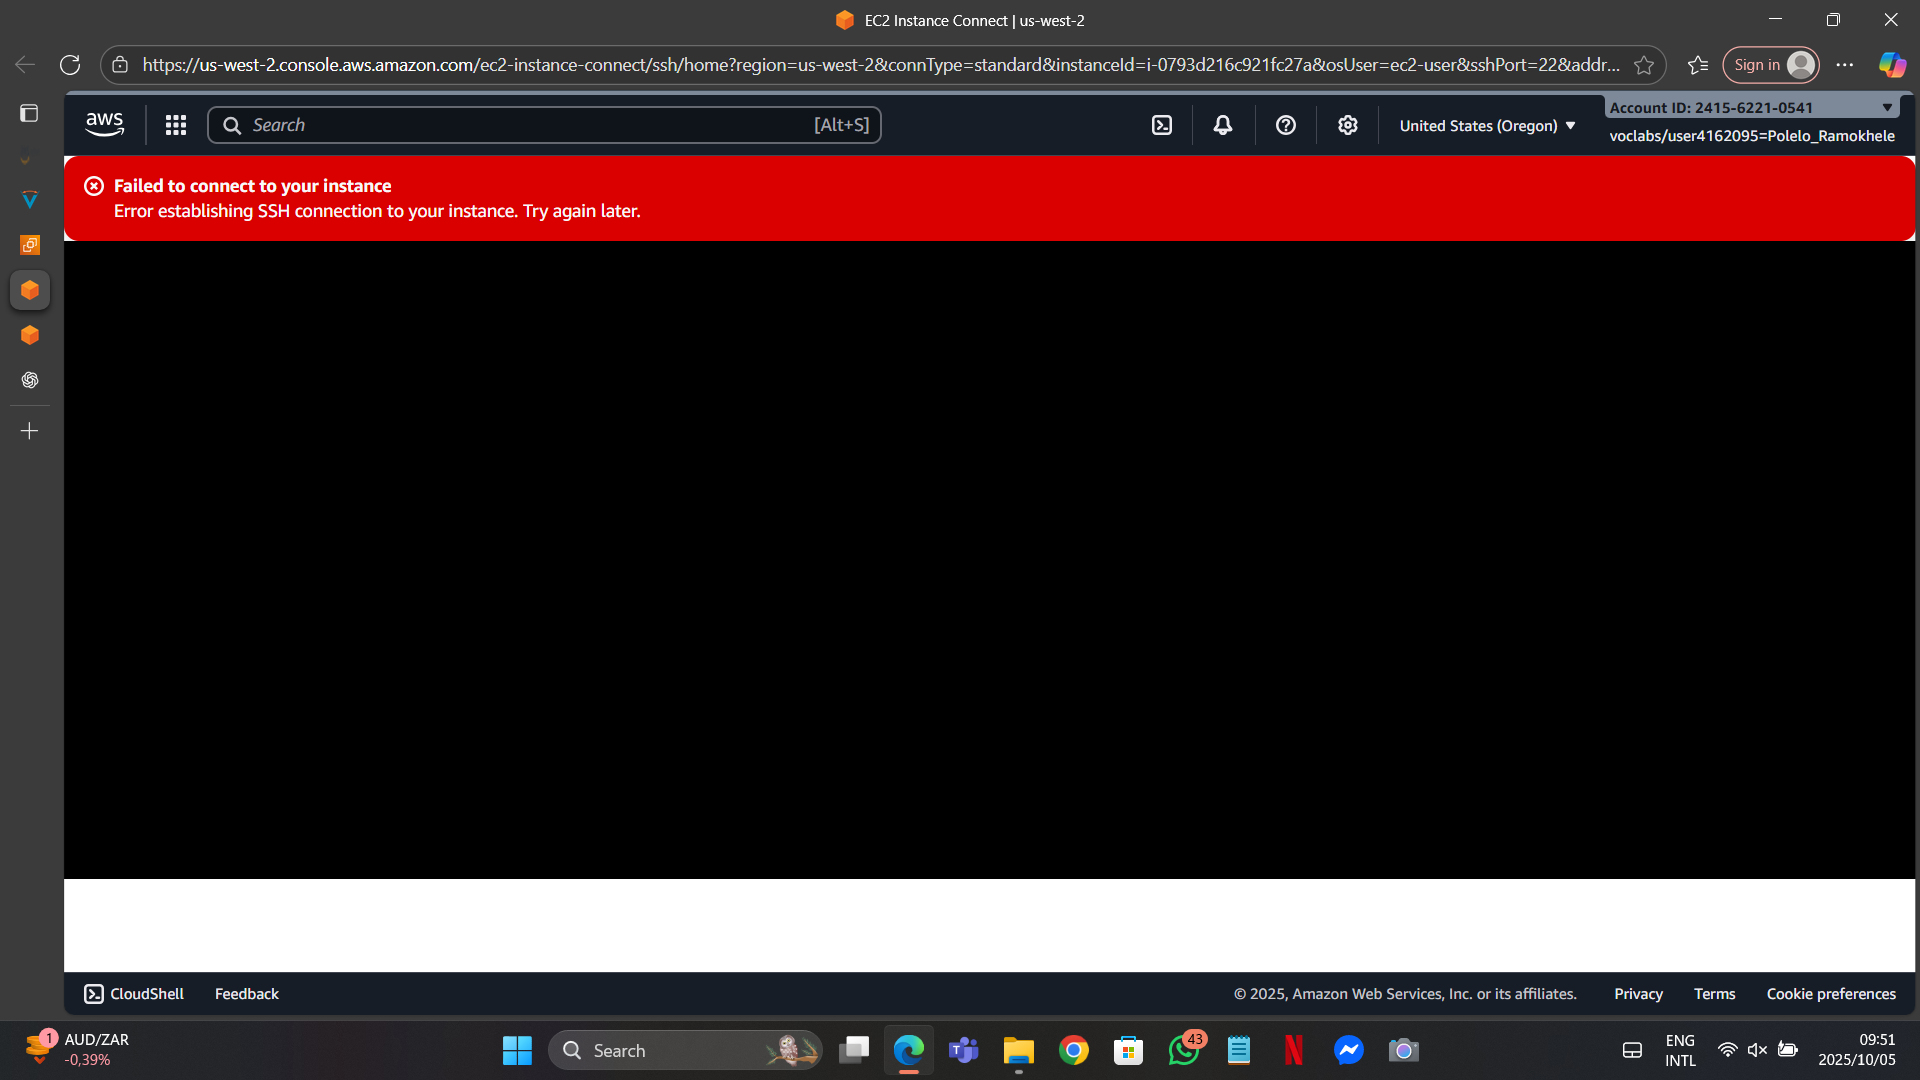 EC2 Instance Connect | us-west-2
https://us-west-2.console.aws.amazon.com/ec2-instance-connect/ssh/home?region=us-west-2&connType=standard&instanceId=i-0793d216c921fc27a&osUser=ec2-user&sshPort=22&addr...
Sign in
aws
Search
[Alt+S]
United States (Oregon)
Account ID: 2415-6221-0541
voclabs/user4162095=Polelo_Ramokhele
Failed to connect to your instance
Error establishing SSH connection to your instance. Try again later.
CloudShell
Feedback
© 2025, Amazon Web Services, Inc. or its affiliates.
Privacy
Terms
Cookie preferences
1
AUD/ZAR
-0,39%
Search
T
43
N
ENG
INTL
09:51
2025/10/05